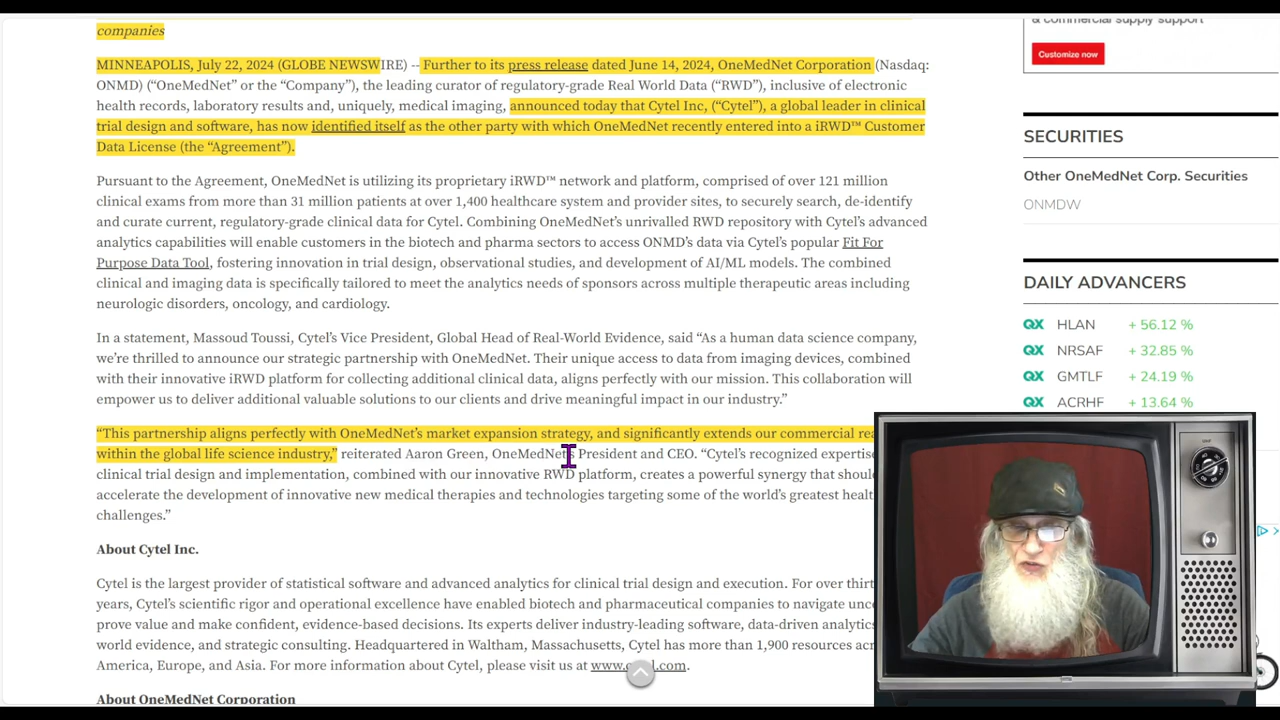 companies
& commercial supply support
Customize now
MINNEAPOLIS, July 22, 2024 (GLOBE NEWSWIRE) -- Further to its press release dated June 14, 2024, OneMedNet Corporation (Nasdaq:
ONMD) (“OneMedNet” or the “Company”), the leading curator of regulatory-grade Real World Data (“RWD”), inclusive of electronic
health records, laboratory results and, uniquely, medical imaging, announced today that Cytel Inc, (“Cytel”), a global leader in clinical
trial design and software, has now identified itself as the other party with which OneMedNet recently entered into a iRWD™ Customer
Data License (the “Agreement”).
Pursuant to the Agreement, OneMedNet is utilizing its proprietary iRWD™ network and platform, comprised of over 121 million
clinical exams from more than 31 million patients at over 1,400 healthcare system and provider sites, to securely search, de-identify
and curate current, regulatory-grade clinical data for Cytel. Combining OneMedNet’s unrivalled RWD repository with Cytel’s advanced
analytics capabilities will enable customers in the biotech and pharma sectors to access ONMD’s data via Cytel’s popular Fit For
Purpose Data Tool, fostering innovation in trial design, observational studies, and development of AI/ML models. The combined
clinical and imaging data is specifically tailored to meet the analytics needs of sponsors across multiple therapeutic areas including
neurologic disorders, oncology, and cardiology.
In a statement, Massoud Toussi, Cytel’s Vice President, Global Head of Real-World Evidence, said “As a human data science company,
we’re thrilled to announce our strategic partnership with OneMedNet. Their unique access to data from imaging devices, combined
with their innovative iRWD platform for collecting additional clinical data, aligns perfectly with our mission. This collaboration will
empower us to deliver additional valuable solutions to our clients and drive meaningful impact in our industry.”
“This partnership aligns perfectly with OneMedNet’s market expansion strategy, and significantly extends our commercial
within the global life science industry,” reiterated Aaron Green, OneMedNet’s President and CEO. “Cytel’s recognized expertise
clinical trial design and implementation, combined with our innovative RWD platform, creates a powerful synergy that should
accelerate the development of innovative new medical therapies and technologies targeting some of the world’s greatest
challenges.”
About Cytel Inc.
Cytel is the largest provider of statistical software and advanced analytics for clinical trial design and execution. For over
years, Cytel’s scientific rigor and operational excellence have enabled biotech and pharmaceutical companies to navigate
prove value and make confident, evidence-based decisions. Its experts deliver industry-leading software, data-driven analytics
world evidence, and strategic consulting. Headquartered in Waltham, Massachusetts, Cytel has more than 1,900 resources
America, Europe, and Asia. For more information about Cytel, please visit us at
About OneMedNet Corporation
SECURITIES
Other OneMedNet Corp. Securities
ONMDW
DAILY ADVANCERS
QX HLAN + 56.12 %
QX NRSAF + 32.85 %
QX GMTLF + 24.19 %
QX ACRHF + 13.64 %